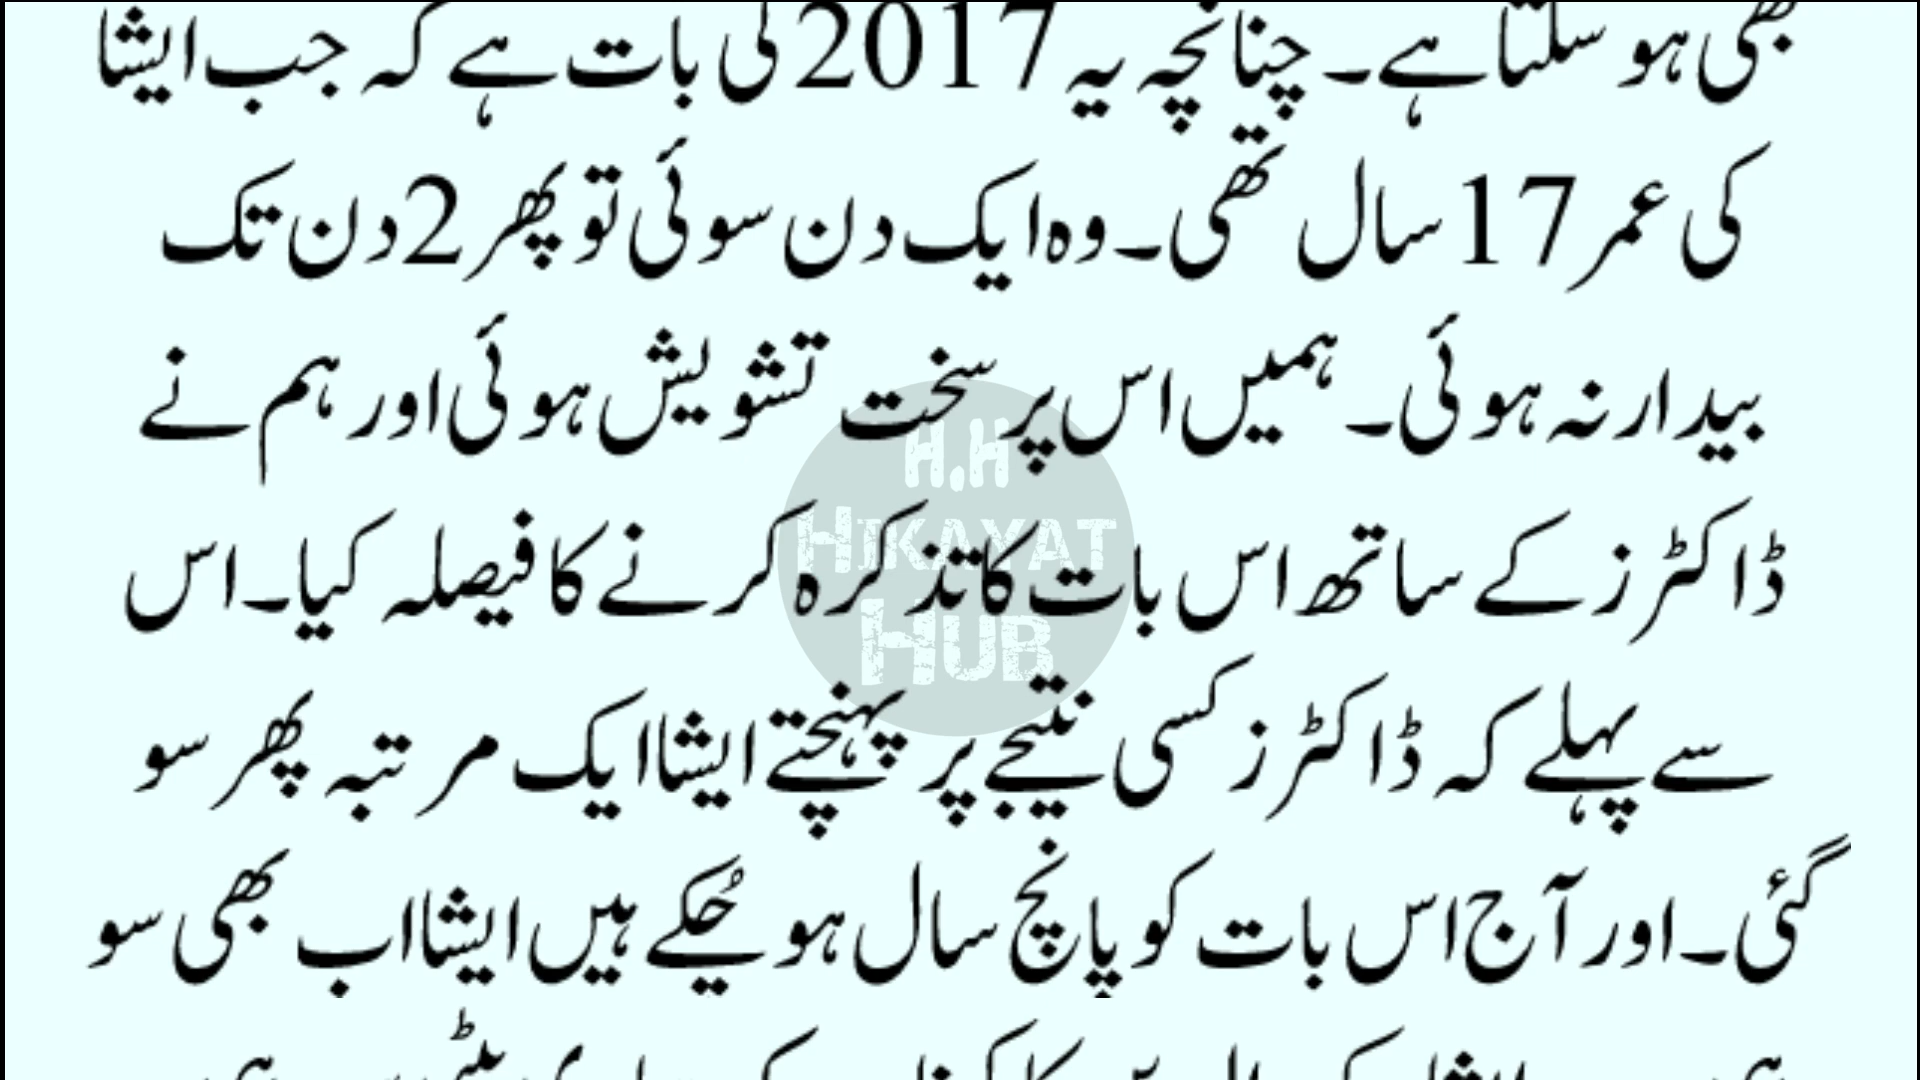 بھی ہو سکتا ہے۔ چنانچہ یہ 2017 کی بات ہے کہ جب ایشا
کی عمر 17 سال تھی۔ وہ ایک دن سوئی تو پھر 2 دن تک
بیدار نہ ہوئی۔ ہمیں اس پر سخت تشویش ہوئی اور ہم نے
ڈاکٹرز کے ساتھ اس بات کا تذکرہ کرنے کا فیصلہ کیا۔ اس
سے پہلے کہ ڈاکٹرز کسی نتیجے پر پہنچتے ایشا ایک مرتبہ پھر سو
گئی۔ اور آج اس بات کو پانچ سال ہو چُکے ہیں ایشا اب بھی سو
H.H
HIKAYAT
HUB